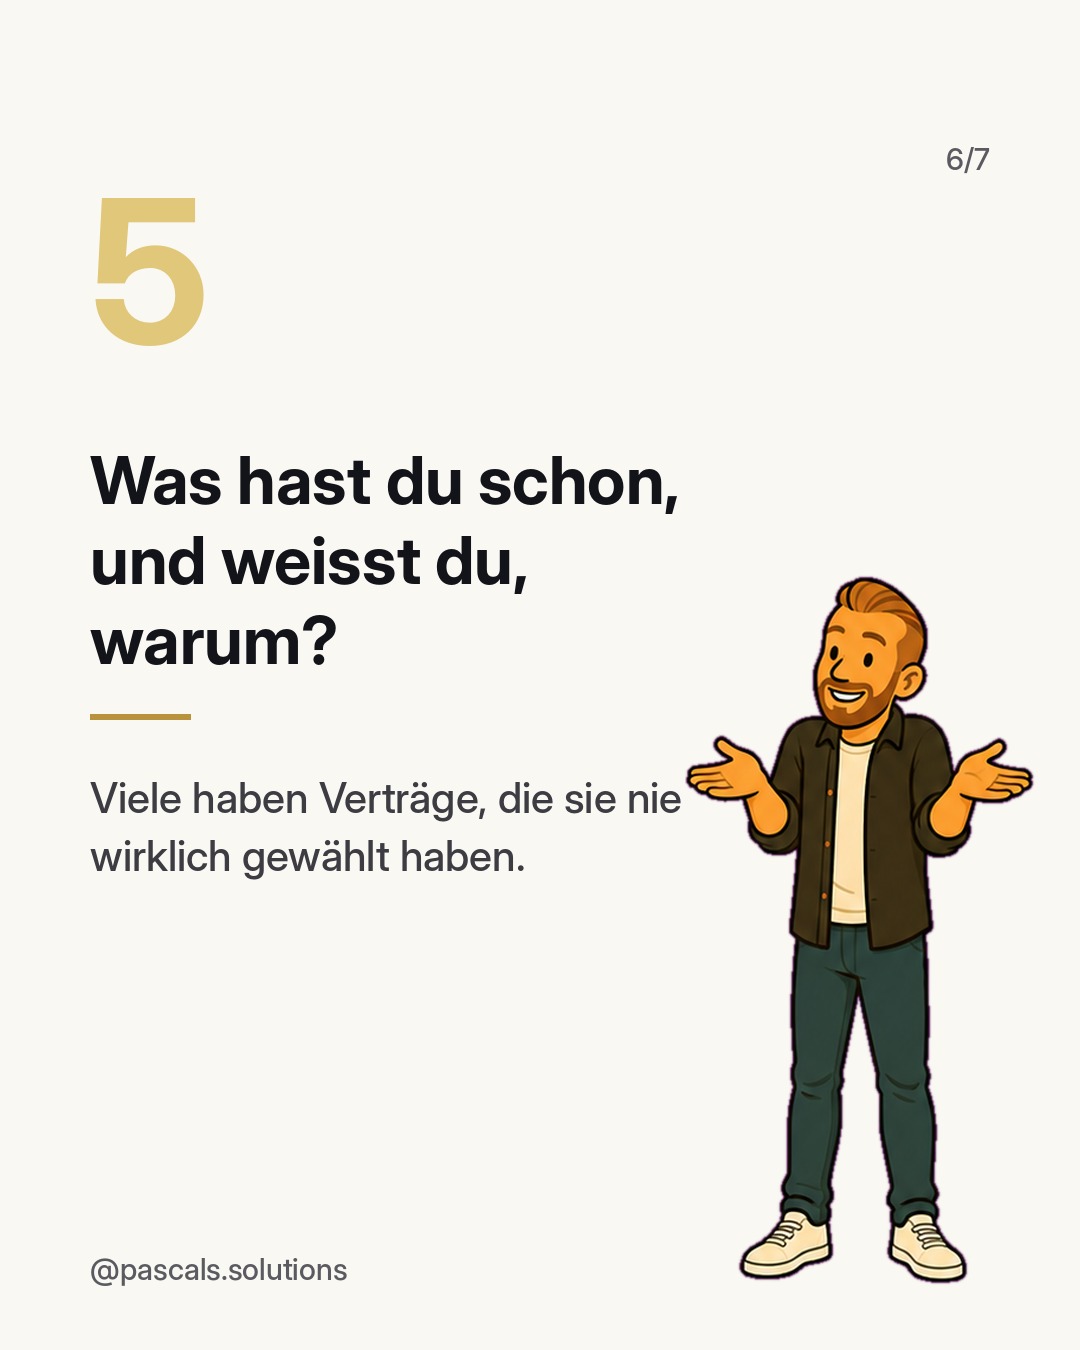 6/7
5
Was hast du schon,
und weisst du,
warum?
Viele haben Verträge, die sie nie
wirklich gewählt haben.
@pascals.solutions